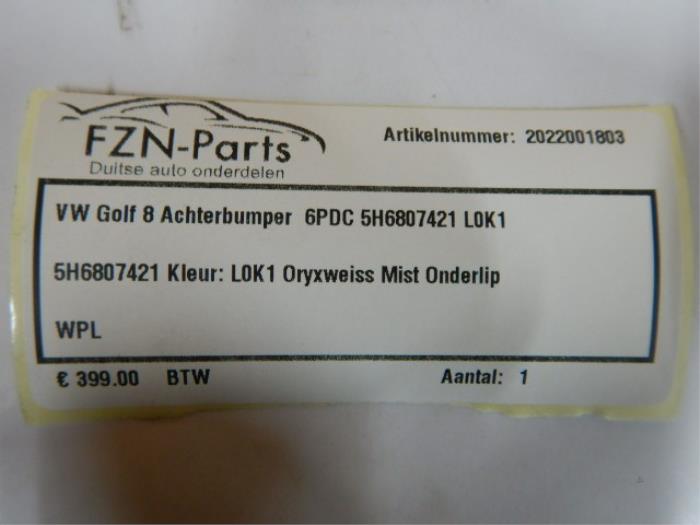 FZN-Parts
Duitse auto onderdelen
Artikelnummer: 2022001803
VW Golf 8 Achterbumper 6PDC 5H6807421 L0K1
5H6807421 Kleur: L0K1 Oryxweiss Mist Onderlip
WPL
€ 399.00 BTW Aantal: 1